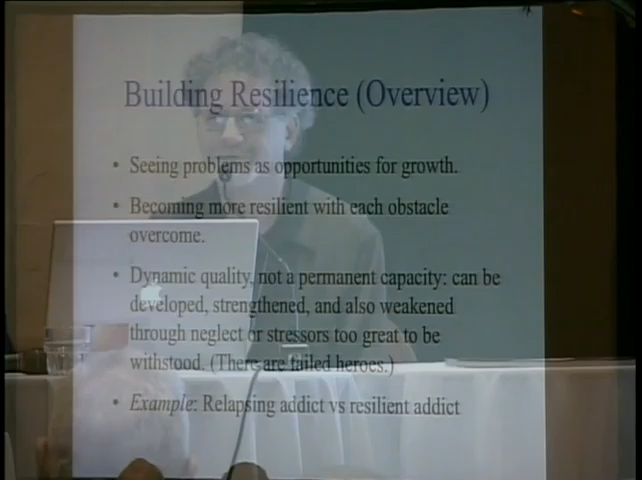 Building Resilience (Overview)
• Seeing problems as opportunities for growth.
• Becoming more resilient with each obstacle
overcome.
• Dynamic quality, not a permanent capacity: can be
developed, strengthened, and also weakened
through neglect or stressors too great to be
withstood. (There are failed heroes.)
• Example: Relapsing addict vs resilient addict